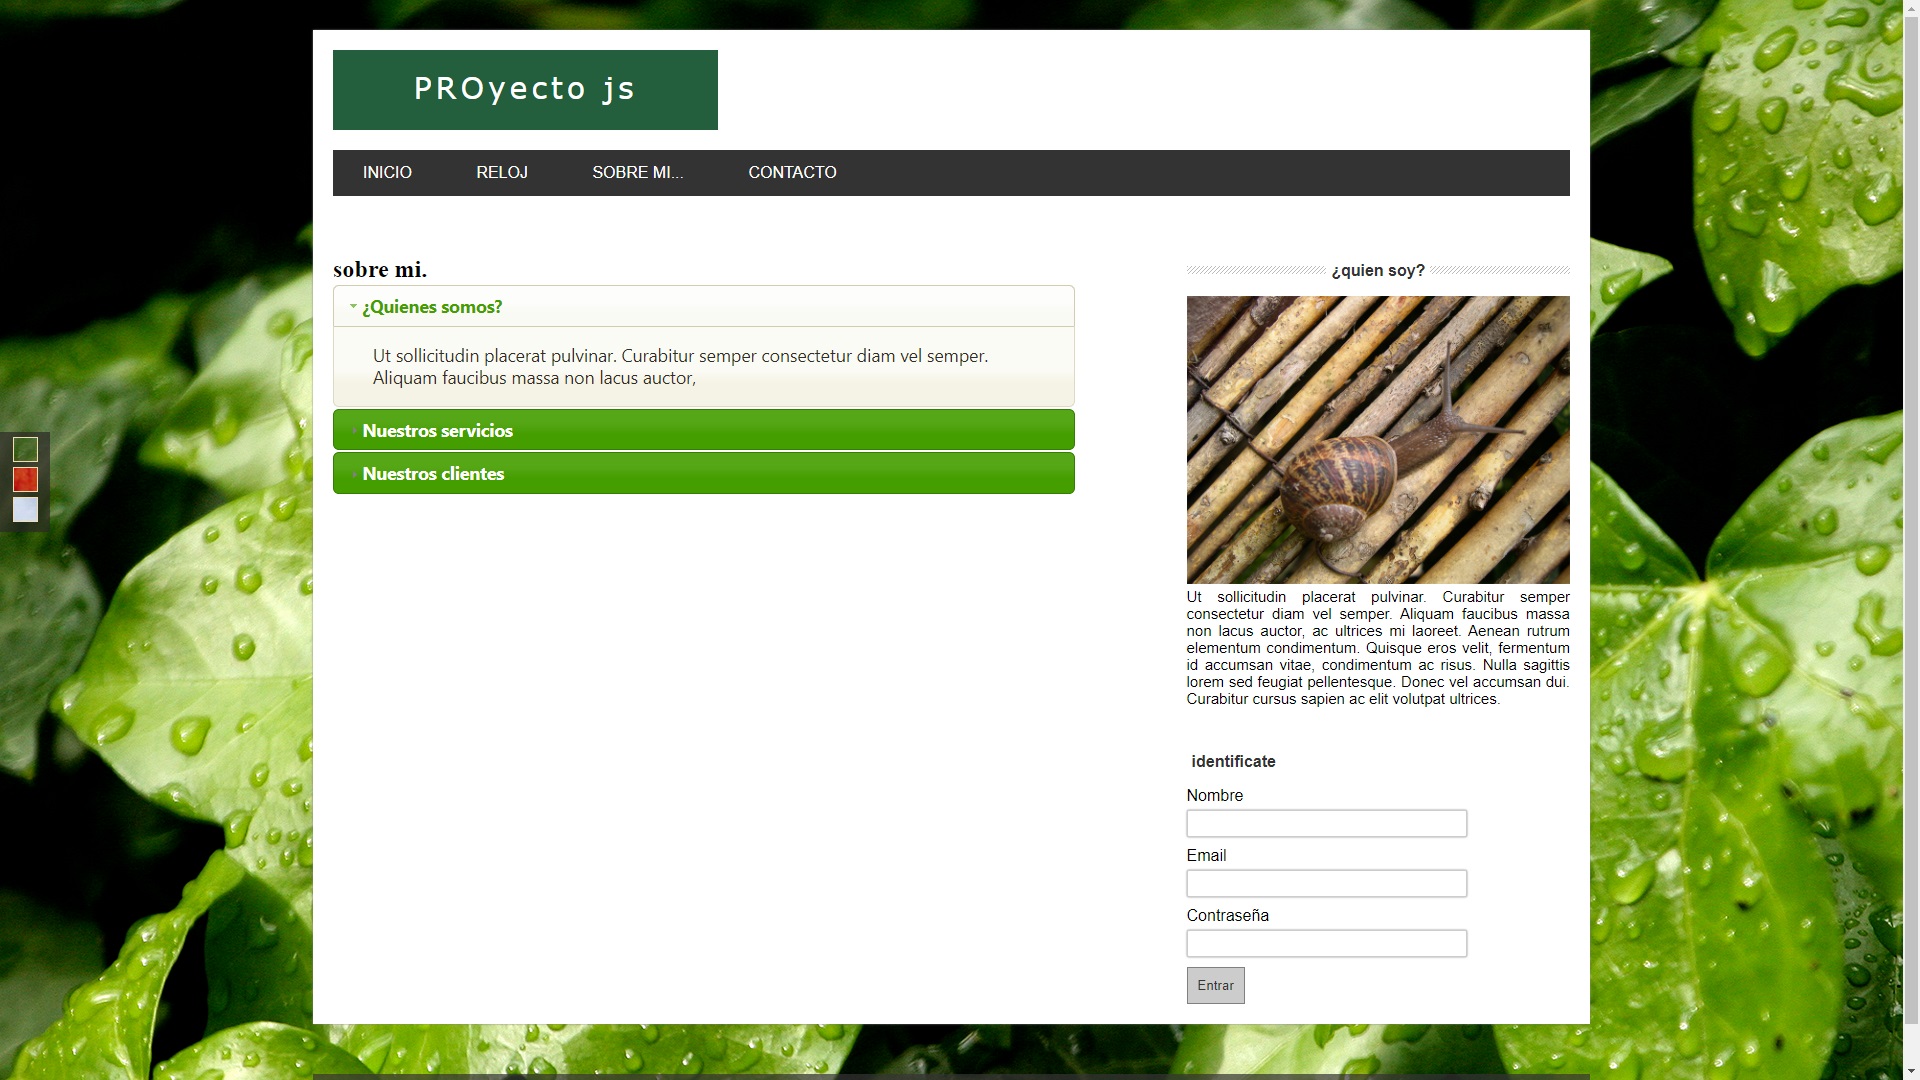 PROyecto js
INICIO
RELOJ
SOBRE MI...
CONTACTO
sobre mi.
¿Quienes somos?
Ut sollicitudin placerat pulvinar. Curabitur semper consectetur diam vel semper.
Aliquam faucibus massa non lacus auctor,
Nuestros servicios
Nuestros clientes
¿quien soy?
Ut sollicitudin placerat pulvinar. Curabitur semper
consectetur diam vel semper. Aliquam faucibus massa
non lacus auctor, ac ultrices mi laoreet. Aenean rutrum
elementum condimentum. Quisque eros velit, fermentum
id accumsan vitae, condimentum ac risus. Nulla sagittis
lorem sed feugiat pellentesque. Donec vel accumsan dui.
Curabitur cursus sapien ac elit volutpat ultrices.
identificate
Nombre
Email
Contraseña
Entrar